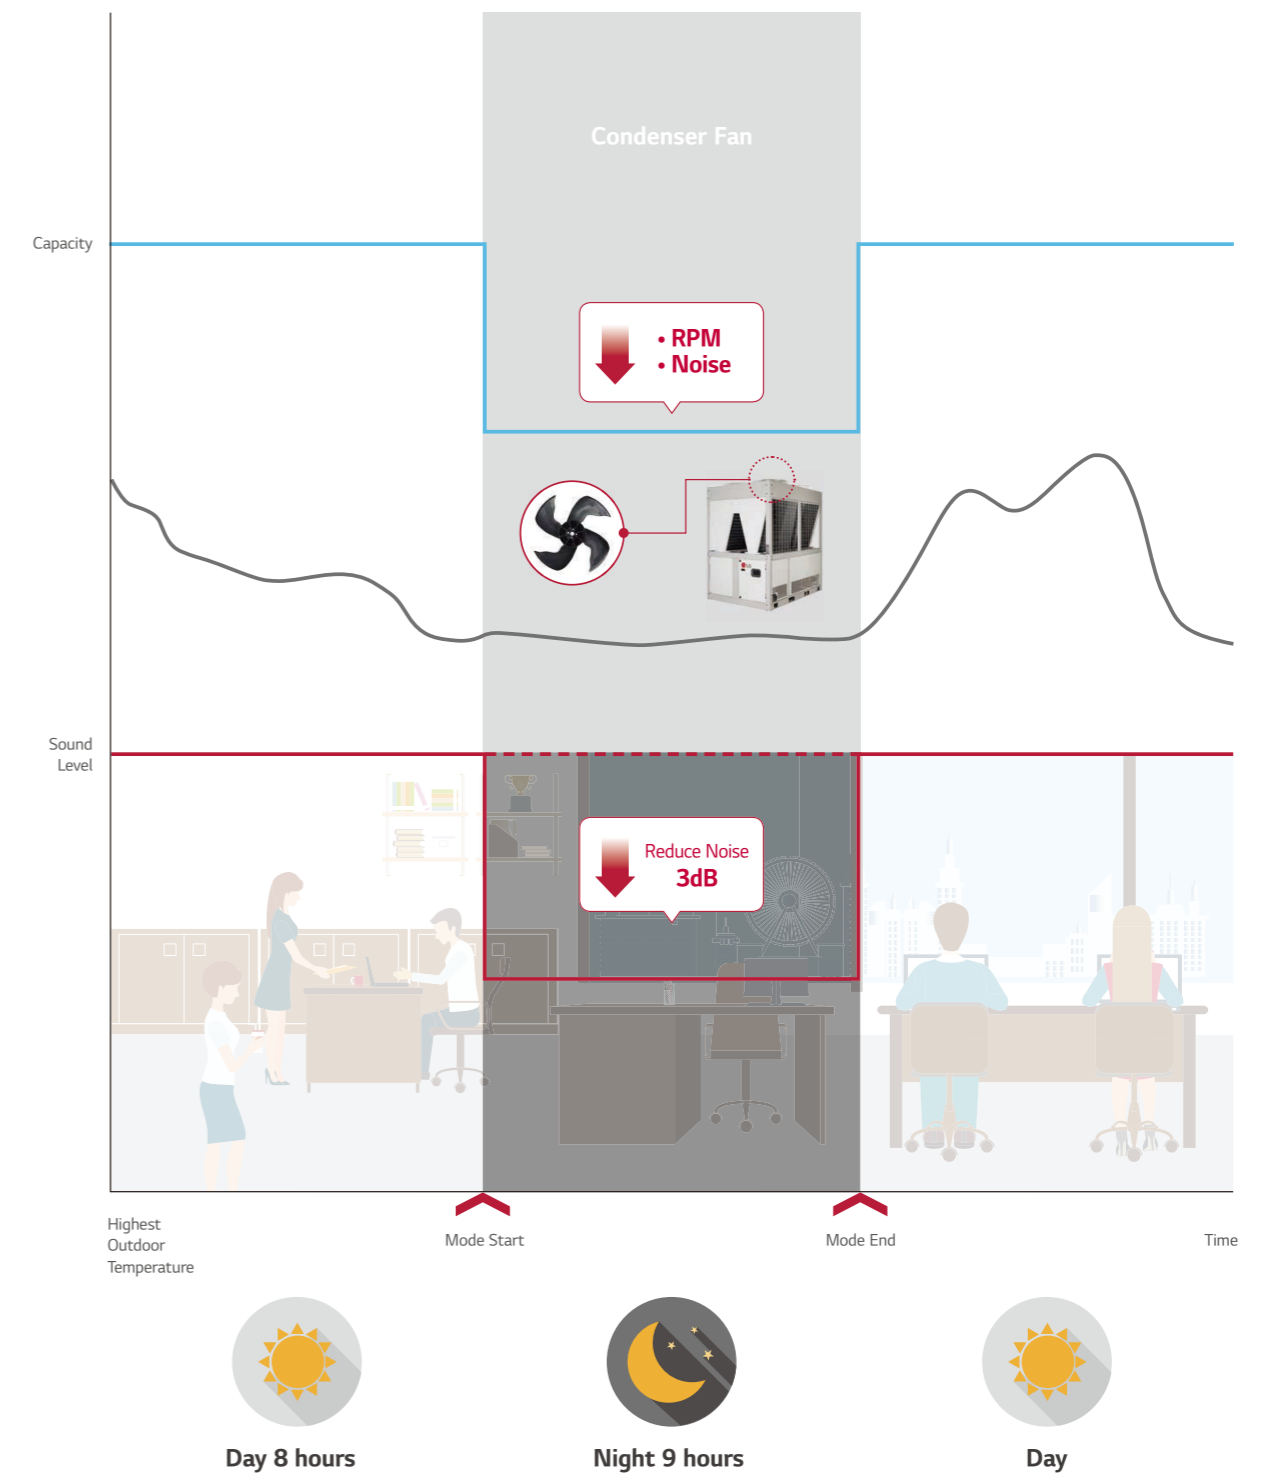 Condenser Fan
Capacity
• RPM
• Noise
Sound
Level
Reduce Noise
3dB
Highest
Outdoor
Temperature
Mode Start
Mode End
Time
Day 8 hours
Night 9 hours
Day